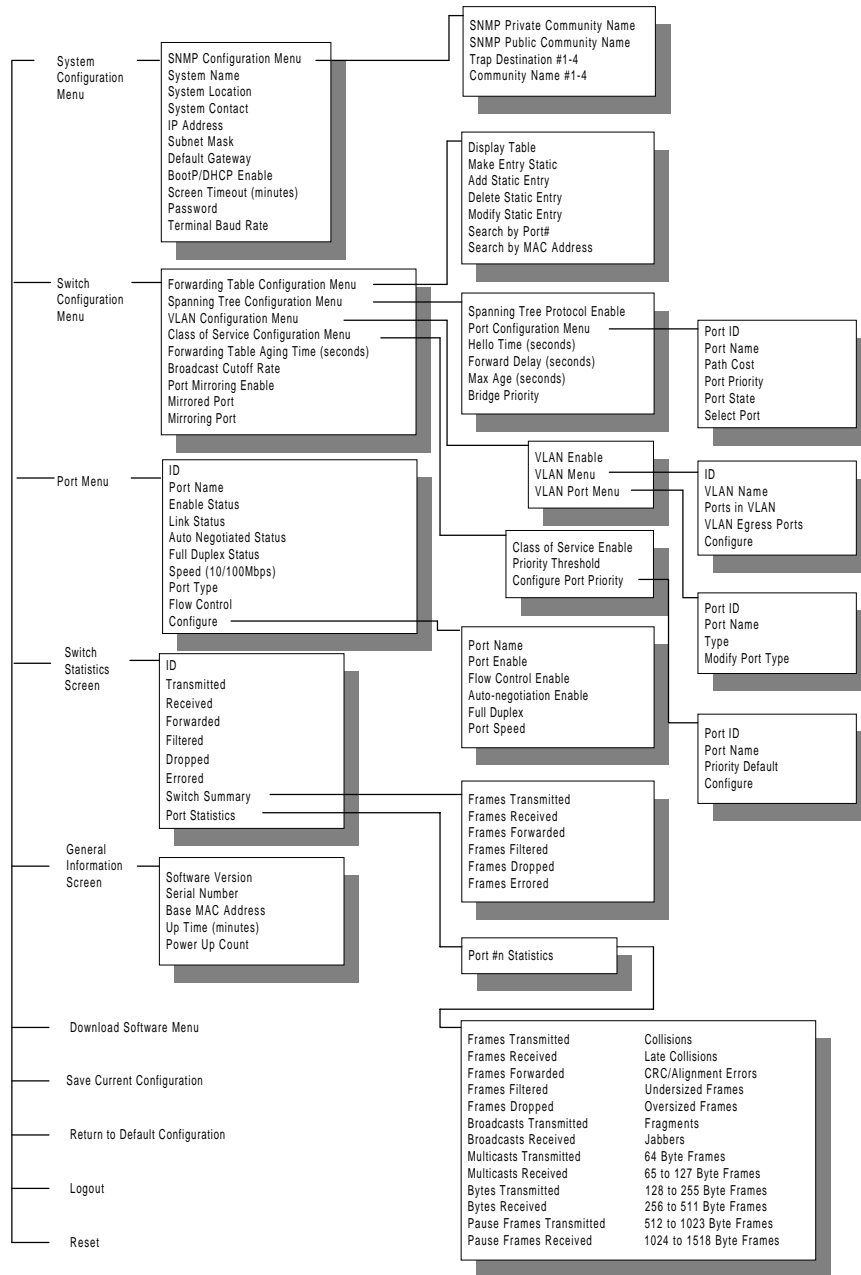 System
Configuration
Menu
SNMP Configuration Menu
System Name
System Location
System Contact
IP Address
Subnet Mask
Default Gateway
BootP/DHCP Enable
Screen Timeout (minutes)
Password
Terminal Baud Rate
SNMP Private Community Name
SNMP Public Community Name
Trap Destination #1-4
Community Name #1-4
Switch
Configuration
Menu
Forwarding Table Configuration Menu
Spanning Tree Configuration Menu
VLAN Configuration Menu
Class of Service Configuration Menu
Forwarding Table Aging Time (seconds)
Broadcast Cutoff Rate
Port Mirroring Enable
Mirrored Port
Mirroring Port
Display Table
Make Entry Static
Add Static Entry
Delete Static Entry
Modify Static Entry
Search by Port#
Search by MAC Address
Spanning Tree Protocol Enable
Port Configuration Menu
Hello Time (seconds)
Forward Delay (seconds)
Max Age (seconds)
Bridge Priority
Port ID
Port Name
Path Cost
Port Priority
Port State
Select Port
VLAN Enable
VLAN Menu
VLAN Port Menu
ID
VLAN Name
Ports in VLAN
VLAN Egress Ports
Configure
Class of Service Enable
Priority Threshold
Configure Port Priority
Port ID
Port Name
Type
Modify Port Type
Port ID
Port Name
Priority Default
Configure
Port Menu
ID
Port Name
Enable Status
Link Status
Auto Negotiated Status
Full Duplex Status
Speed (10/100Mbps)
Port Type
Flow Control
Configure
Port Name
Port Enable
Flow Control Enable
Auto-negotiation Enable
Full Duplex
Port Speed
Switch
Statistics
Screen
ID
Transmitted
Received
Forwarded
Filtered
Dropped
Errored
Switch Summary
Port Statistics
Frames Transmitted
Frames Received
Frames Forwarded
Frames Filtered
Frames Dropped
Frames Errored
Port #n Statistics
Frames Transmitted
Frames Received
Frames Forwarded
Frames Filtered
Frames Dropped
Broadcasts Transmitted
Broadcasts Received
Multicasts Transmitted
Multicasts Received
Bytes Transmitted
Bytes Received
Pause Frames Transmitted
Pause Frames Received
Collisions
Late Collisions
CRC/Alignment Errors
Undersized Frames
Oversized Frames
Fragments
Jabbers
64 Byte Frames
65 to 127 Byte Frames
128 to 255 Byte Frames
256 to 511 Byte Frames
512 to 1023 Byte Frames
1024 to 1518 Byte Frames
General
Information
Screen
Software Version
Serial Number
Base MAC Address
Up Time (minutes)
Power Up Count
Download Software Menu
Save Current Configuration
Return to Default Configuration
Logout
Reset